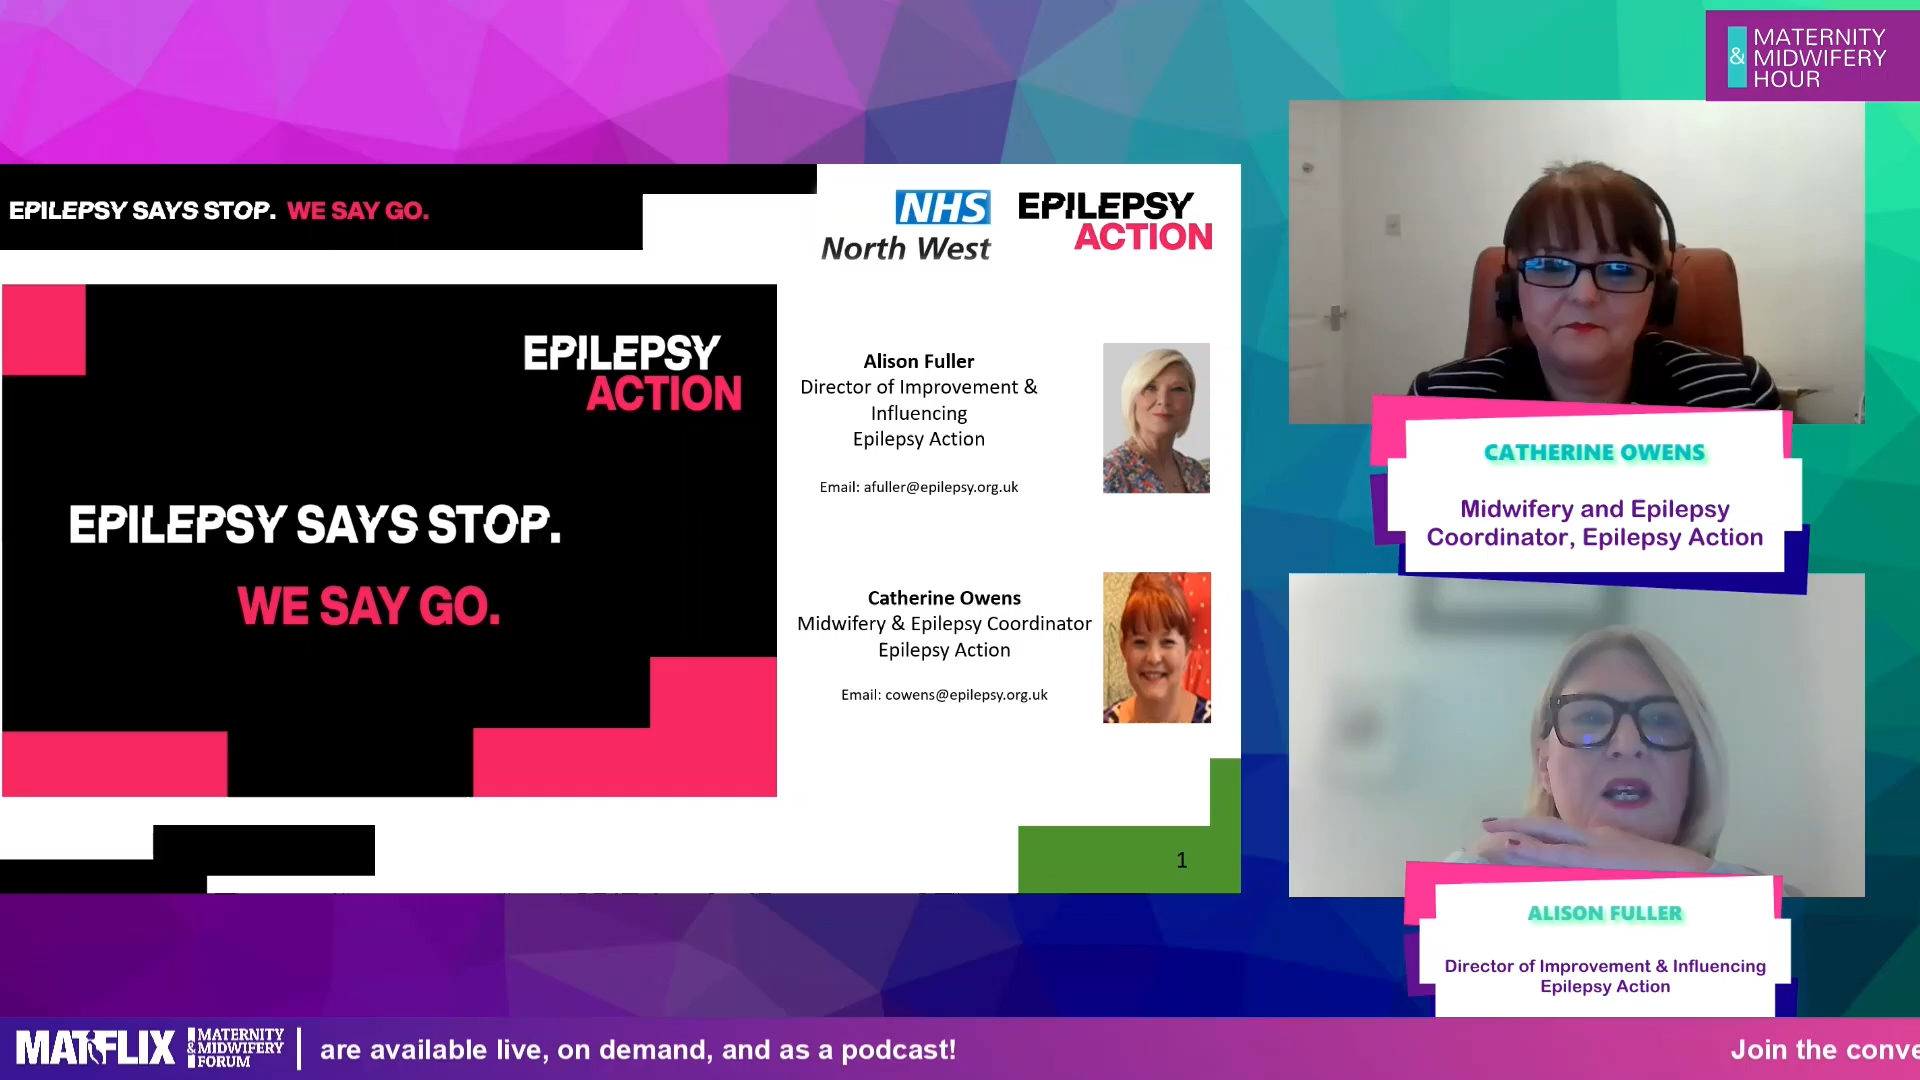 MATERNITY
& MIDWIFERY
HOUR
EPILEPSY SAYS STOP. WE SAY GO.
NHS
North West
EPILEPSY
ACTION
EPILEPSY
ACTION
EPILEPSY SAYS STOP.
WE SAY GO.
Alison Fuller
Director of Improvement &
Influencing
Epilepsy Action
Email: afuller@epilepsy.org.uk
Catherine Owens
Midwifery & Epilepsy Coordinator
Epilepsy Action
Email: cowens@epilepsy.org.uk
1
CATHERINE OWENS
Midwifery and Epilepsy
Coordinator, Epilepsy Action
ALISON FULLER
Director of Improvement & Influencing
Epilepsy Action
MATFLIX
MATERNITY
& MIDWIFERY
FORUM
are available live, on demand, and as a podcast!
Join the conve